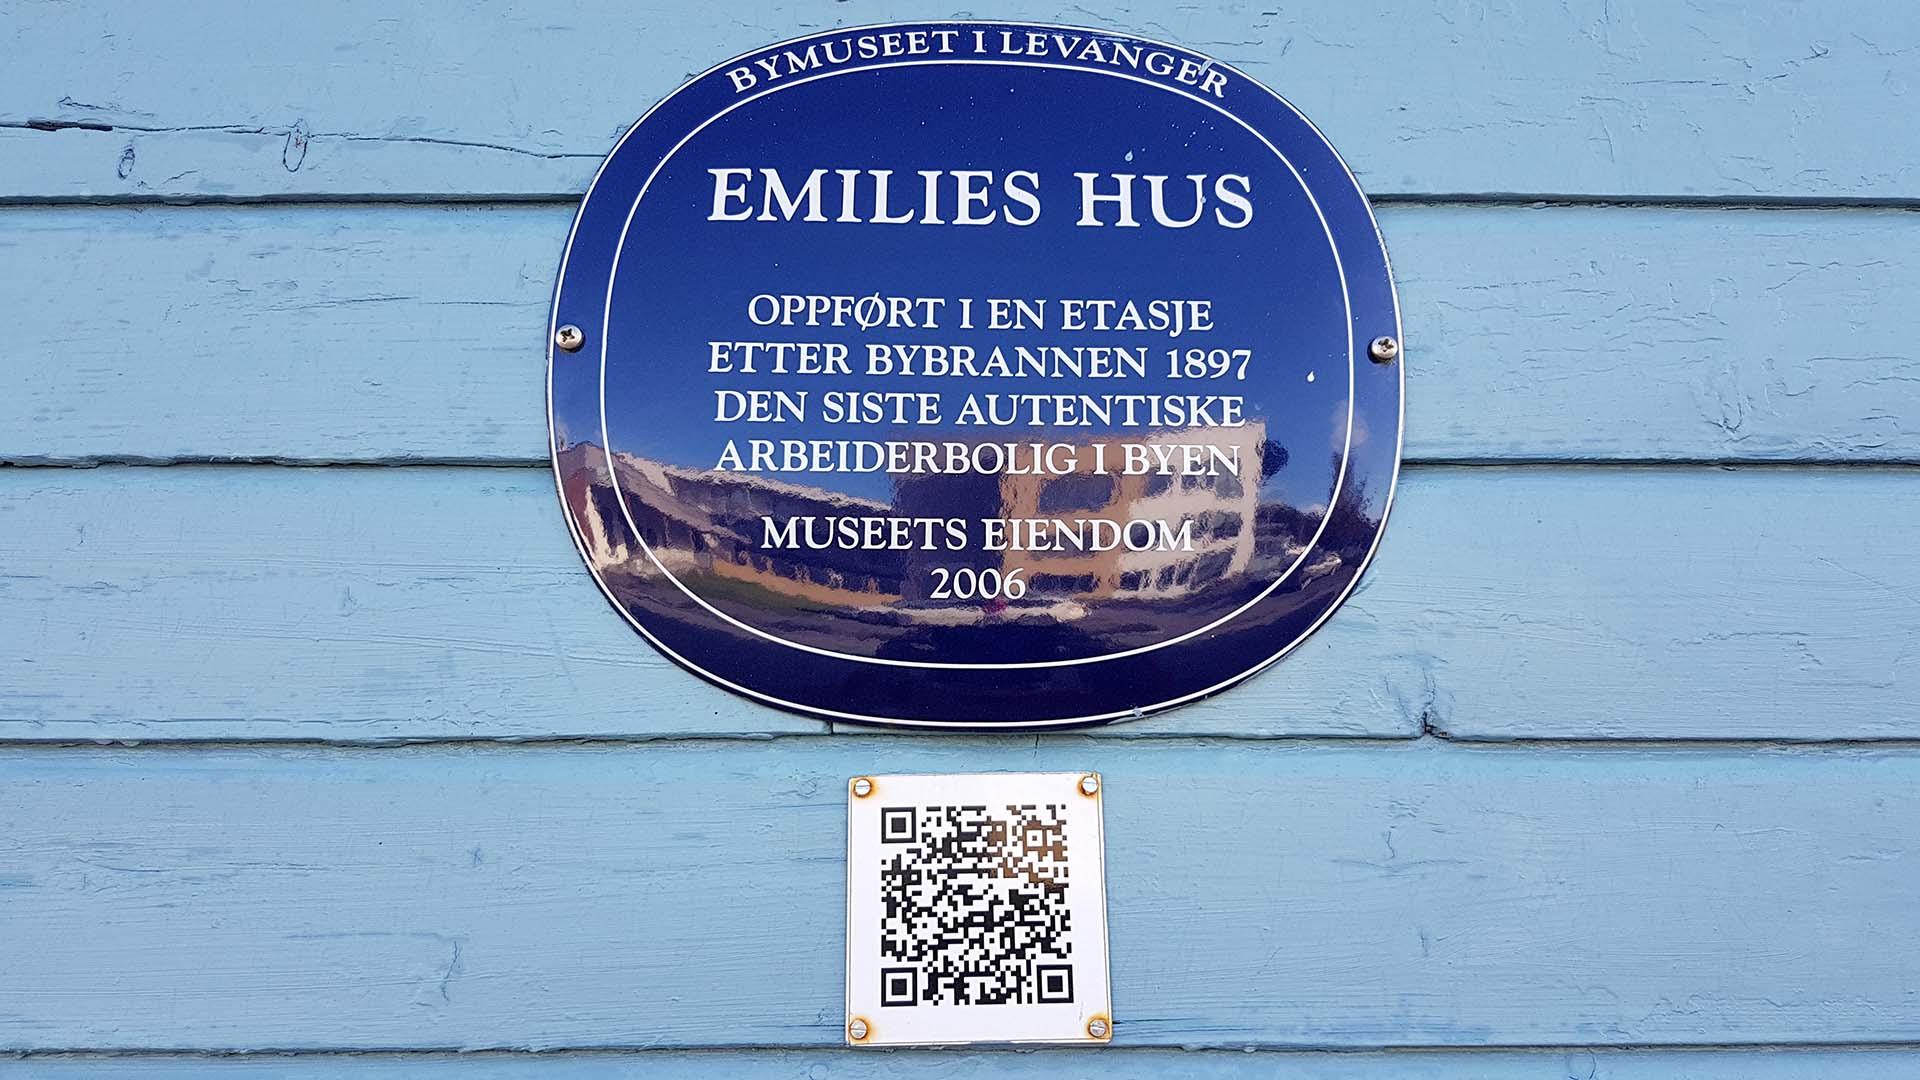 BYMUSEET I LEVANGER
EMILIES HUS
OPPFØRT I EN ETASJE
ETTER BYBRANNEN 1897
DEN SISTE AUTENTISKE
ARBEIDERBOLIG I BYEN
MUSEETS EIENDOM
2006